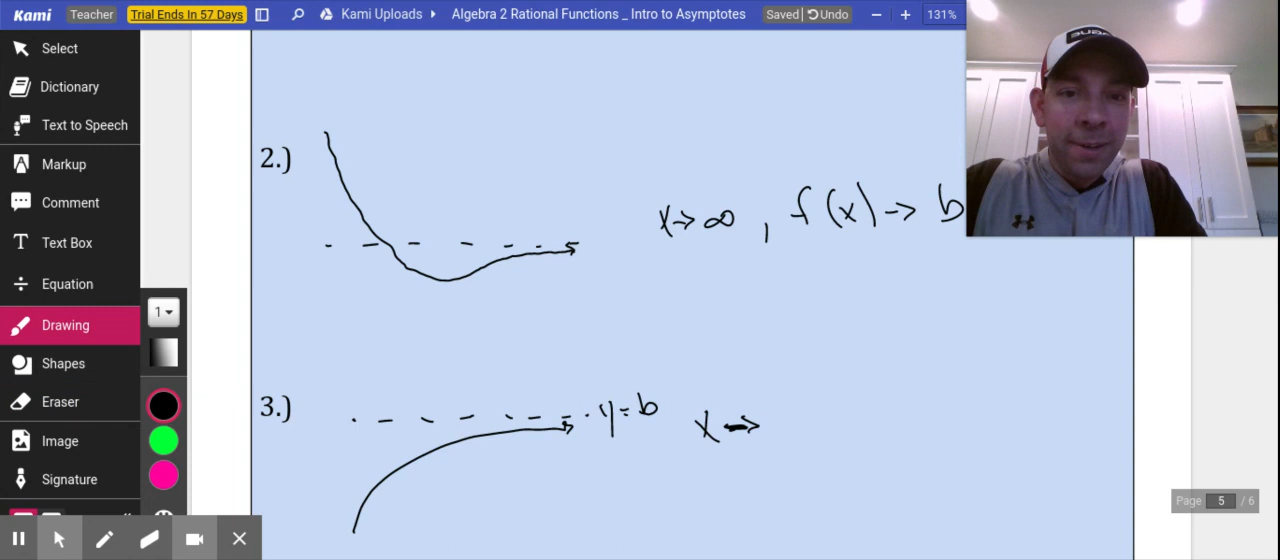 Kami Teacher Trial Ends In 57 Days Kami Uploads Algebra 2 Rational Functions _ Intro to Asymptotes Saved Undo − + 131%
Select
Dictionary
Text to Speech
Markup
Comment
Text Box
Equation
Drawing
Shapes
Eraser
Image
Signature
1
2.)
x→∞ , f(x)→ b
3.) y=b x→
Page 5 / 6